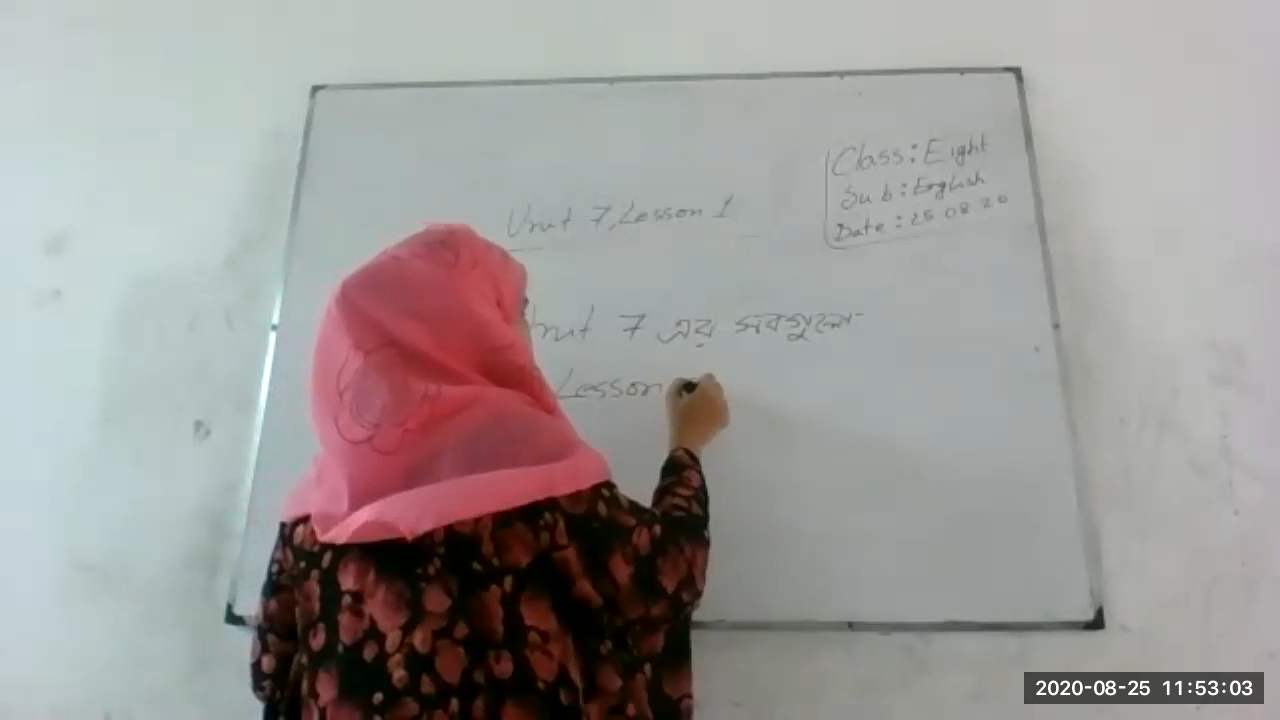 Class: Eight
Sub: English
Date: 25 08 20
Unit 7, Lesson 1
Unit 7 এর সবগুলো
Lesson
2020-08-25 11:53:03